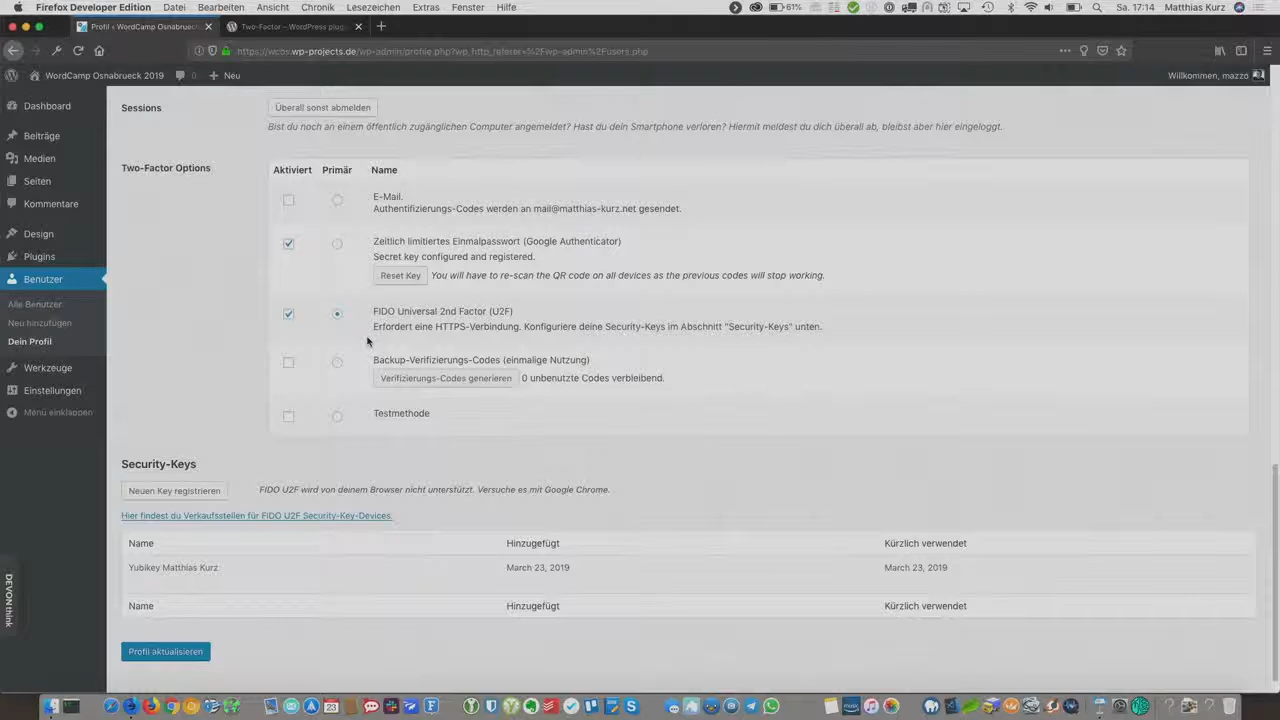 Firefox Developer Edition Datei Bearbeiten Ansicht Chronik Lesezeichen Extras Fenster Hilfe 61% Sa. 17:14 Matthias Kurz
Profil ‹ WordCamp Osnabrueck Two-Factor – WordPress plug
https://wcos.wp-projects.de/wp-admin/profile.php?wp_http_referer=%2Fwp-admin%2Fusers.php
WordCamp Osnabrueck 2019 0 Neu Willkommen, mazzo
Dashboard
Beiträge
Medien
Seiten
Kommentare
Design
Plugins
Benutzer
Alle Benutzer
Neu hinzufügen
Dein Profil
Werkzeuge
Einstellungen
Menü einklappen
Sessions Überall sonst abmelden
Bist du noch an einem öffentlich zugänglichen Computer angemeldet? Hast du dein Smartphone verloren? Hiermit meldest du dich überall ab, bleibst aber hier eingeloggt.
Two-Factor Options Aktiviert Primär Name
E-Mail.
Authentifizierungs-Codes werden an mail@matthias-kurz.net gesendet.
Zeitlich limitiertes Einmalpasswort (Google Authenticator)
Secret key configured and registered.
Reset Key You will have to re-scan the QR code on all devices as the previous codes will stop working.
FIDO Universal 2nd Factor (U2F)
Erfordert eine HTTPS-Verbindung. Konfiguriere deine Security-Keys im Abschnitt "Security-Keys" unten.
Backup-Verifizierungs-Codes (einmalige Nutzung)
Verifizierungs-Codes generieren 0 unbenutzte Codes verbleibend.
Testmethode
Security-Keys
Neuen Key registrieren FIDO U2F wird von deinem Browser nicht unterstützt. Versuche es mit Google Chrome.
Hier findest du Verkaufsstellen für FIDO U2F Security-Key-Devices.
Name Hinzugefügt Kürzlich verwendet
Yubikey Matthias Kurz March 23, 2019 March 23, 2019
Name Hinzugefügt Kürzlich verwendet
Profil aktualisieren
DEVONthink